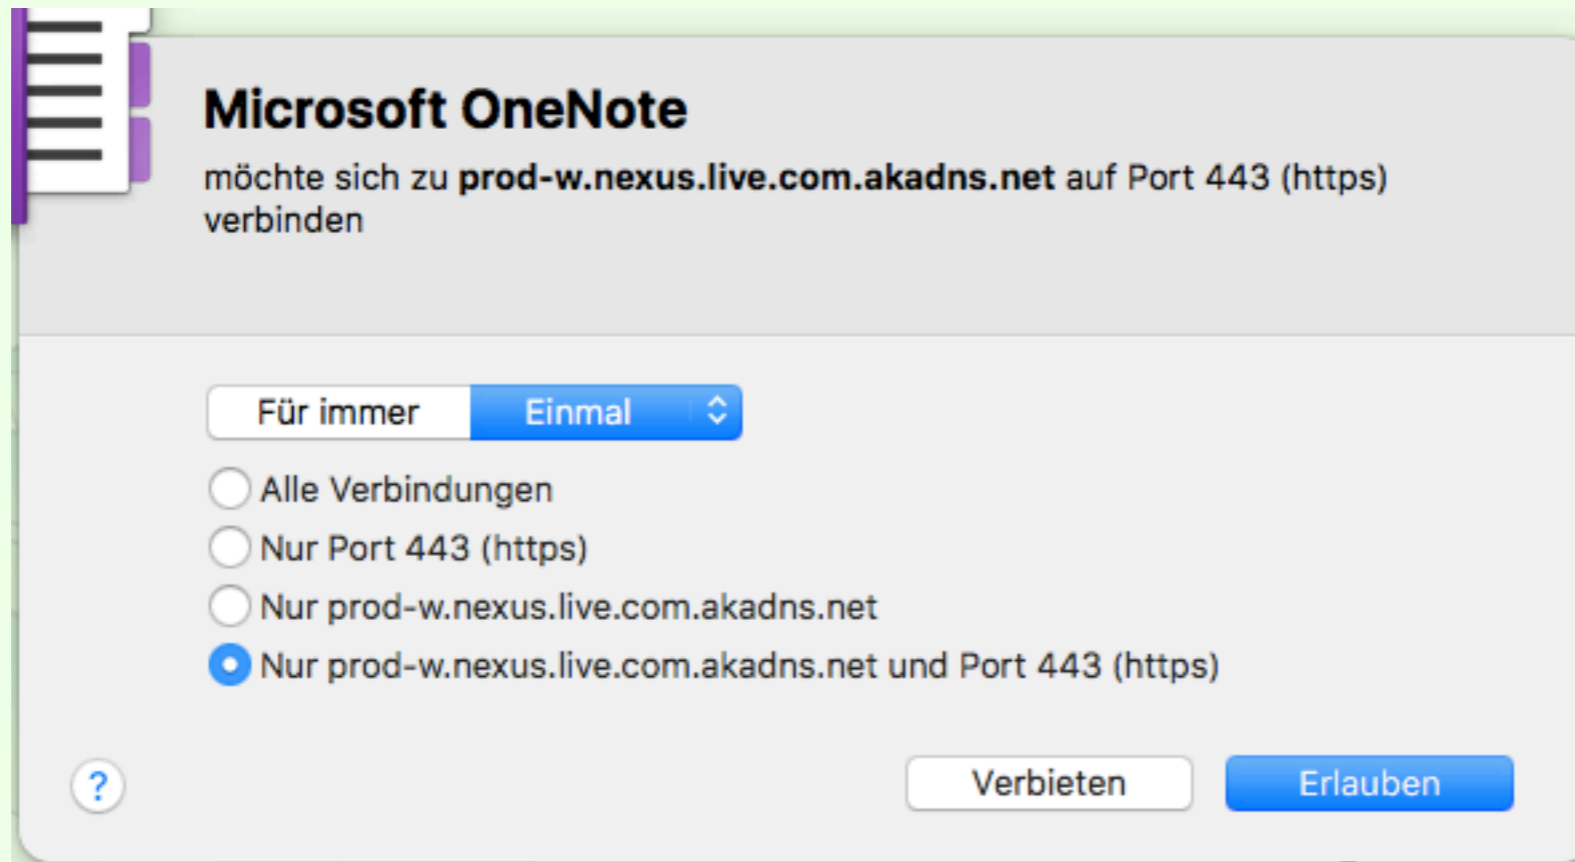 Microsoft OneNote
möchte sich zu prod-w.nexus.live.com.akadns.net auf Port 443 (https)
verbinden
Für immer Einmal
Alle Verbindungen
Nur Port 443 (https)
Nur prod-w.nexus.live.com.akadns.net
Nur prod-w.nexus.live.com.akadns.net und Port 443 (https)
? Verbieten Erlauben